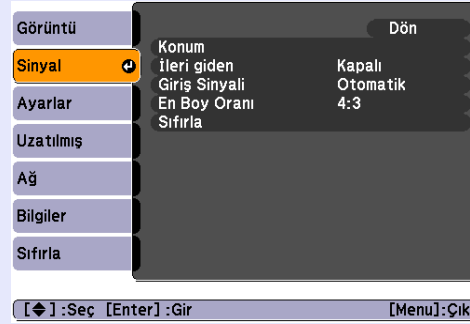 Görüntü
Sinyal
Ayarlar
Uzatılmış
Ağ
Bilgiler
Sıfırla
Dön
Konum
İleri giden Kapalı
Giriş Sinyali Otomatik
En Boy Oranı 4:3
Sıfırla
[◆] :Seç [Enter] :Gir [Menu]:Çık